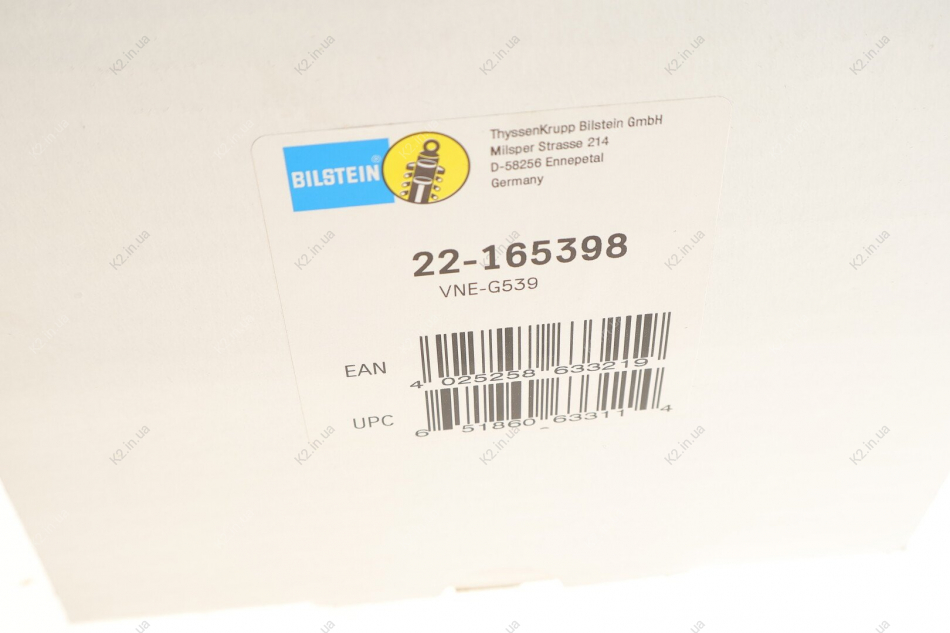 BILSTEIN®
ThyssenKrupp Bilstein GmbH
Milsper Strasse 214
D-58256 Ennepetal
Germany
22-165398
VNE-G539
EAN
4 025258 633219
UPC
6 51860 - 63311 4
K2.in.ua